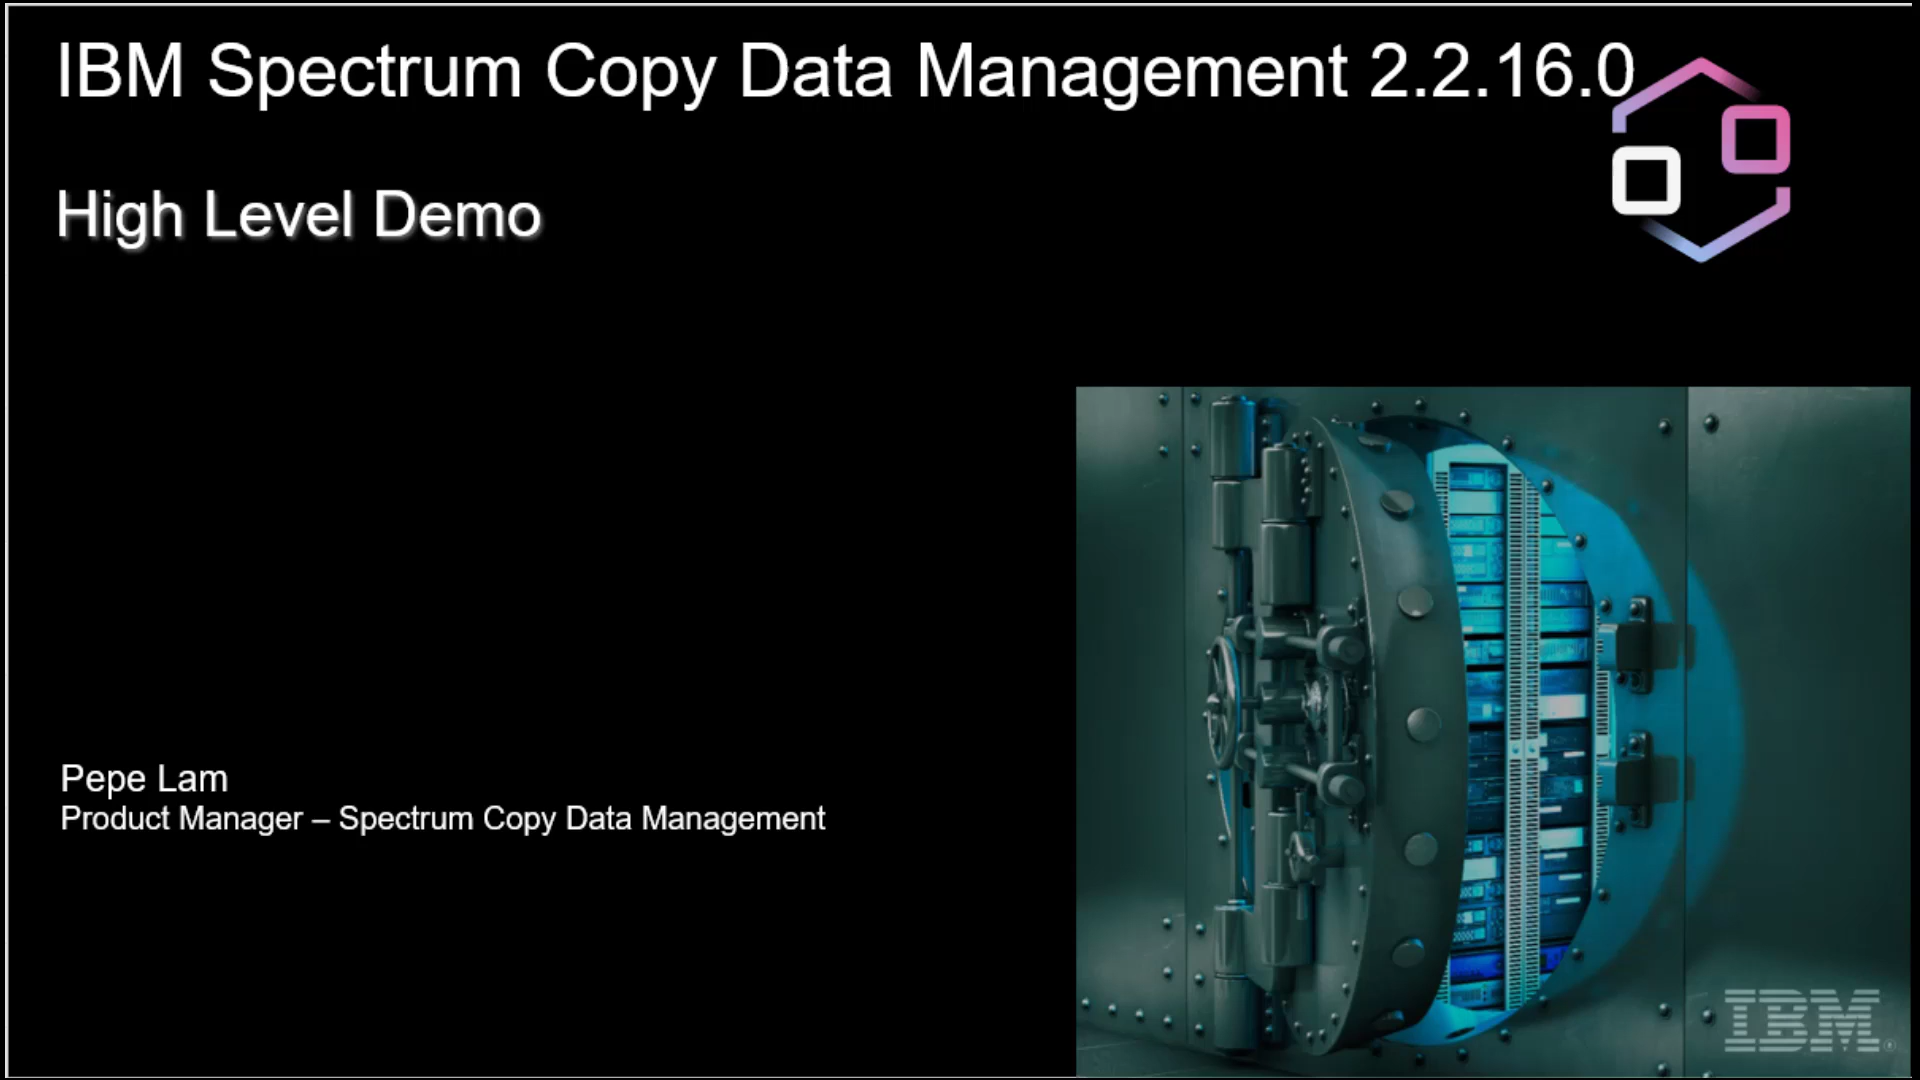 IBM Spectrum Copy Data Management 2.2.16.0
High Level Demo
Pepe Lam
Product Manager – Spectrum Copy Data Management
IBM®